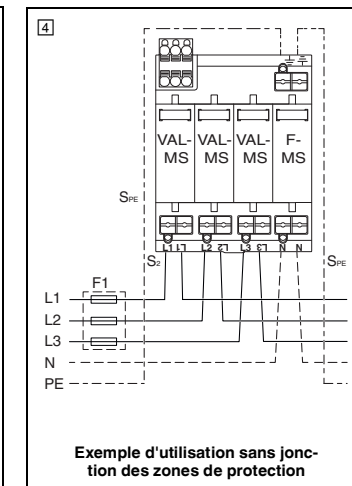 4
VAL-MS VAL-MS VAL-MS F-MS
SPE
S2
L1 L1 L2 L2 L3 L3 N N
SPE
F1
L1
L2
L3
N
PE
Exemple d'utilisation sans jonc-
tion des zones de protection